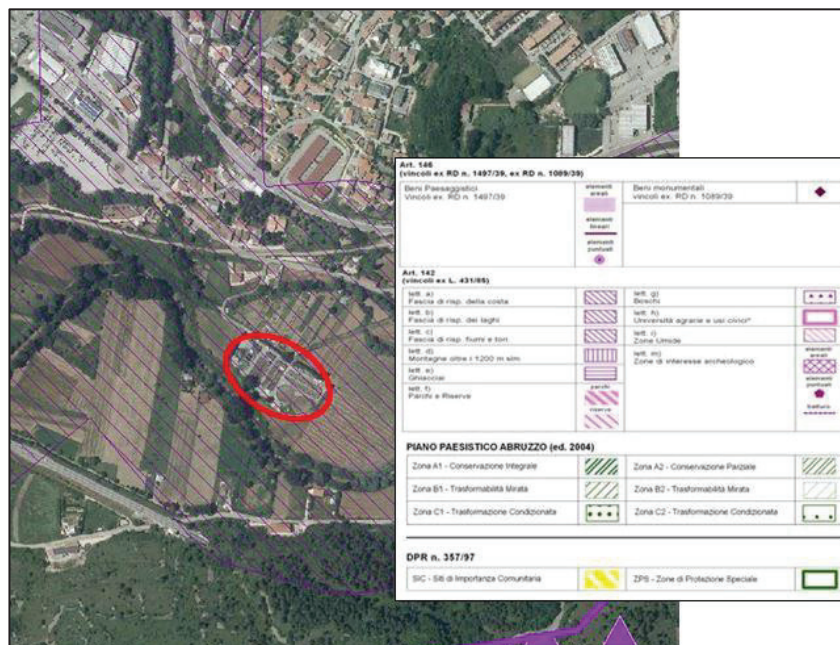 Art. 146
(vincoli ex RD n. 1497/39, ex RD n. 1089/39)
Beni Paesaggistici
Vincoli ex. RD n. 1497/39
elementi
areali
elementi
lineari
elementi
puntuali
Beni monumentali
vincoli ex. RD n. 1089/39
Art. 142
(vincoli ex L. 431/85)
lett. a)
Fascia di risp. della costa
lett. b)
Fascia di risp. dei laghi
lett. c)
Fascia di risp. fiumi e torr.
lett. d)
Montagne oltre i 1200 m slm
lett. e)
Ghiacciai
lett. f)
Parchi e Riserve
parchi
riserve
lett. g)
Boschi
lett. h)
Università agrarie e usi civici*
lett. i)
Zone Umide
lett. m)
Zone di interesse archeologico
elementi
areali
elementi
puntuali
PIANO PAESISTICO ABRUZZO (ed. 2004)
Zona A1 - Conservazione Integrale
Zona A2 - Conservazione Parziale
Zona B1 - Trasformabilità Mirata
Zona B2 - Trasformabilità Mirata
Zona C1 - Trasformazione Condizionata
Zona C2 - Trasformazione Condizionata
DPR n. 357/97
SIC - Siti di Importanza Comunitaria
ZPS - Zone di Protezione Speciale